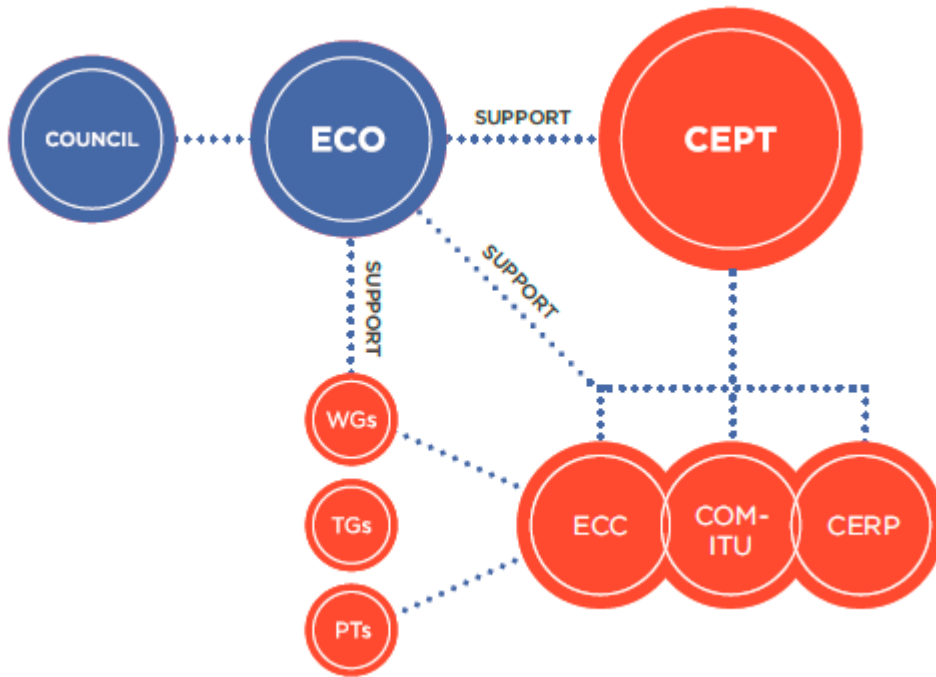 COUNCIL
ECO
SUPPORT
CEPT
SUPPORT
SUPPORT
WGs
TGs
PTs
ECC
COM-
ITU
CERP